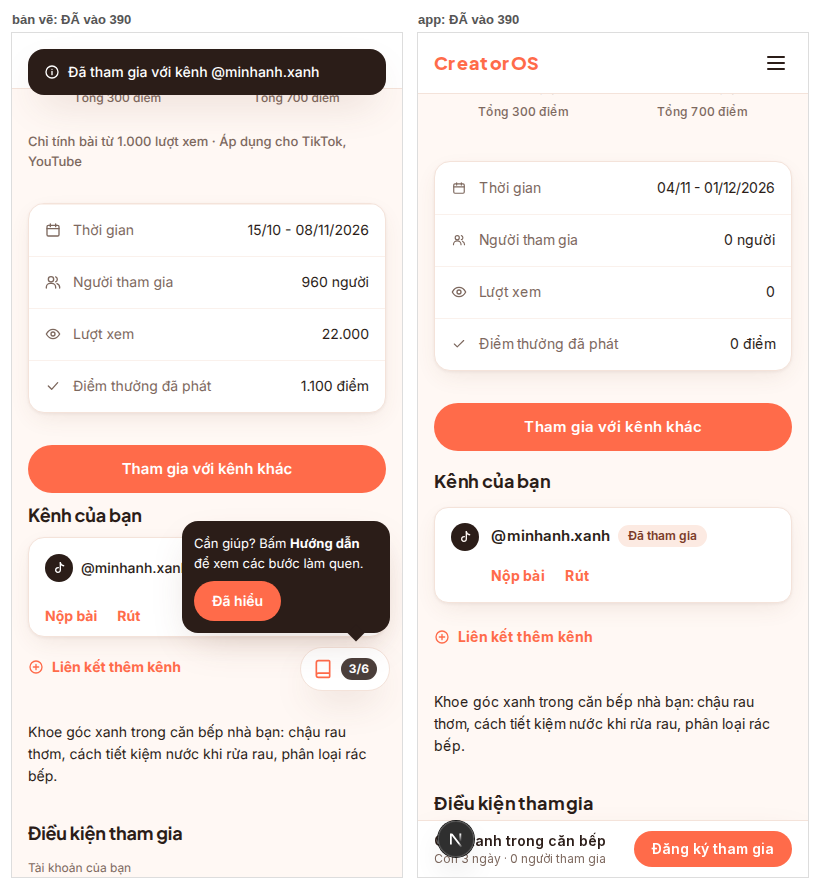 bản vẽ: ĐÃ vào 390
Đã tham gia với kênh @minhanh.xanh
Tổng 300 điểm
Tổng 700 điểm
Chỉ tính bài từ 1.000 lượt xem · Áp dụng cho TikTok,
YouTube
Thời gian
15/10 - 08/11/2026
Người tham gia
960 người
Lượt xem
22.000
Điểm thưởng đã phát
1.100 điểm
Tham gia với kênh khác
Kênh của bạn
@minhanh.xan
Cần giúp? Bấm Hướng dẫn
để xem các bước làm quen.
Đã hiểu
Nộp bài
Rút
Liên kết thêm kênh
3/6
Khoe góc xanh trong căn bếp nhà bạn: chậu rau
thơm, cách tiết kiệm nước khi rửa rau, phân loại rác
bếp.
Điều kiện tham gia
Tài khoản của bạn
app: ĐÃ vào 390
CreatorOS
Tổng 300 điểm
Tổng 700 điểm
Thời gian
04/11 - 01/12/2026
Người tham gia
0 người
Lượt xem
0
Điểm thưởng đã phát
0 điểm
Tham gia với kênh khác
Kênh của bạn
@minhanh.xanh
Đã tham gia
Nộp bài
Rút
Liên kết thêm kênh
Khoe góc xanh trong căn bếp nhà bạn: chậu rau
thơm, cách tiết kiệm nước khi rửa rau, phân loại rác
bếp.
Điều kiện tham gia
N
anh trong căn bếp
Còn 3 ngày · 0 người tham gia
Đăng ký tham gia